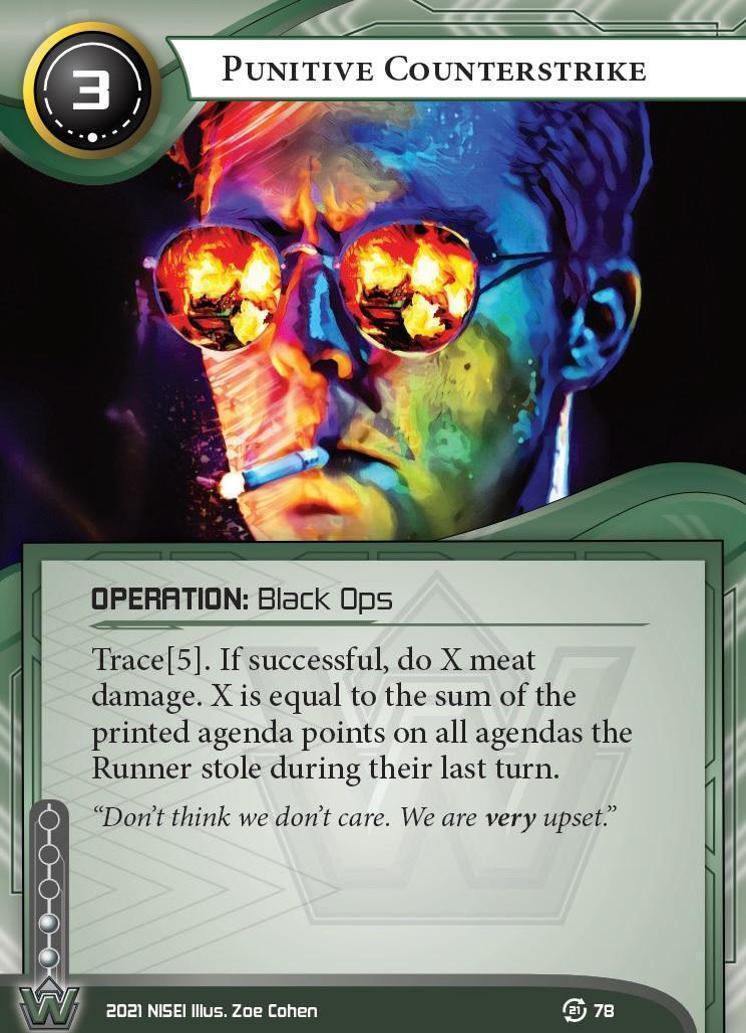 3
PUNITIVE COUNTERSTRIKE
OPERATION: Black Ops
Trace[5]. If successful, do X meat
damage. X is equal to the sum of the
printed agenda points on all agendas the
Runner stole during their last turn.
“Don’t think we don’t care. We are very upset.”
W
2021 NISEI Illus. Zoe Cohen
21 78